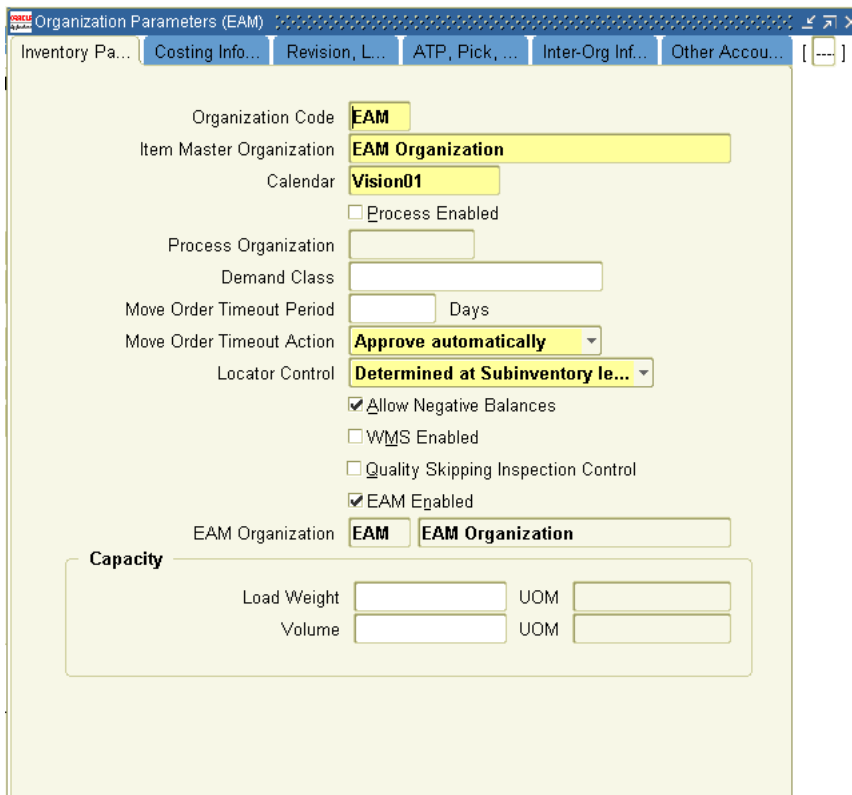 ORACLE Organization Parameters (EAM)
Inventory Pa... Costing Info... Revision, L... ATP, Pick, ... Inter-Org Inf... Other Accou... [ ---- ]
Organization Code EAM
Item Master Organization EAM Organization
Calendar Vision01
Process Enabled
Process Organization
Demand Class
Move Order Timeout Period Days
Move Order Timeout Action Approve automatically
Locator Control Determined at Subinventory le...
Allow Negative Balances
WMS Enabled
Quality Skipping Inspection Control
EAM Enabled
EAM Organization EAM EAM Organization
Capacity
Load Weight UOM
Volume UOM